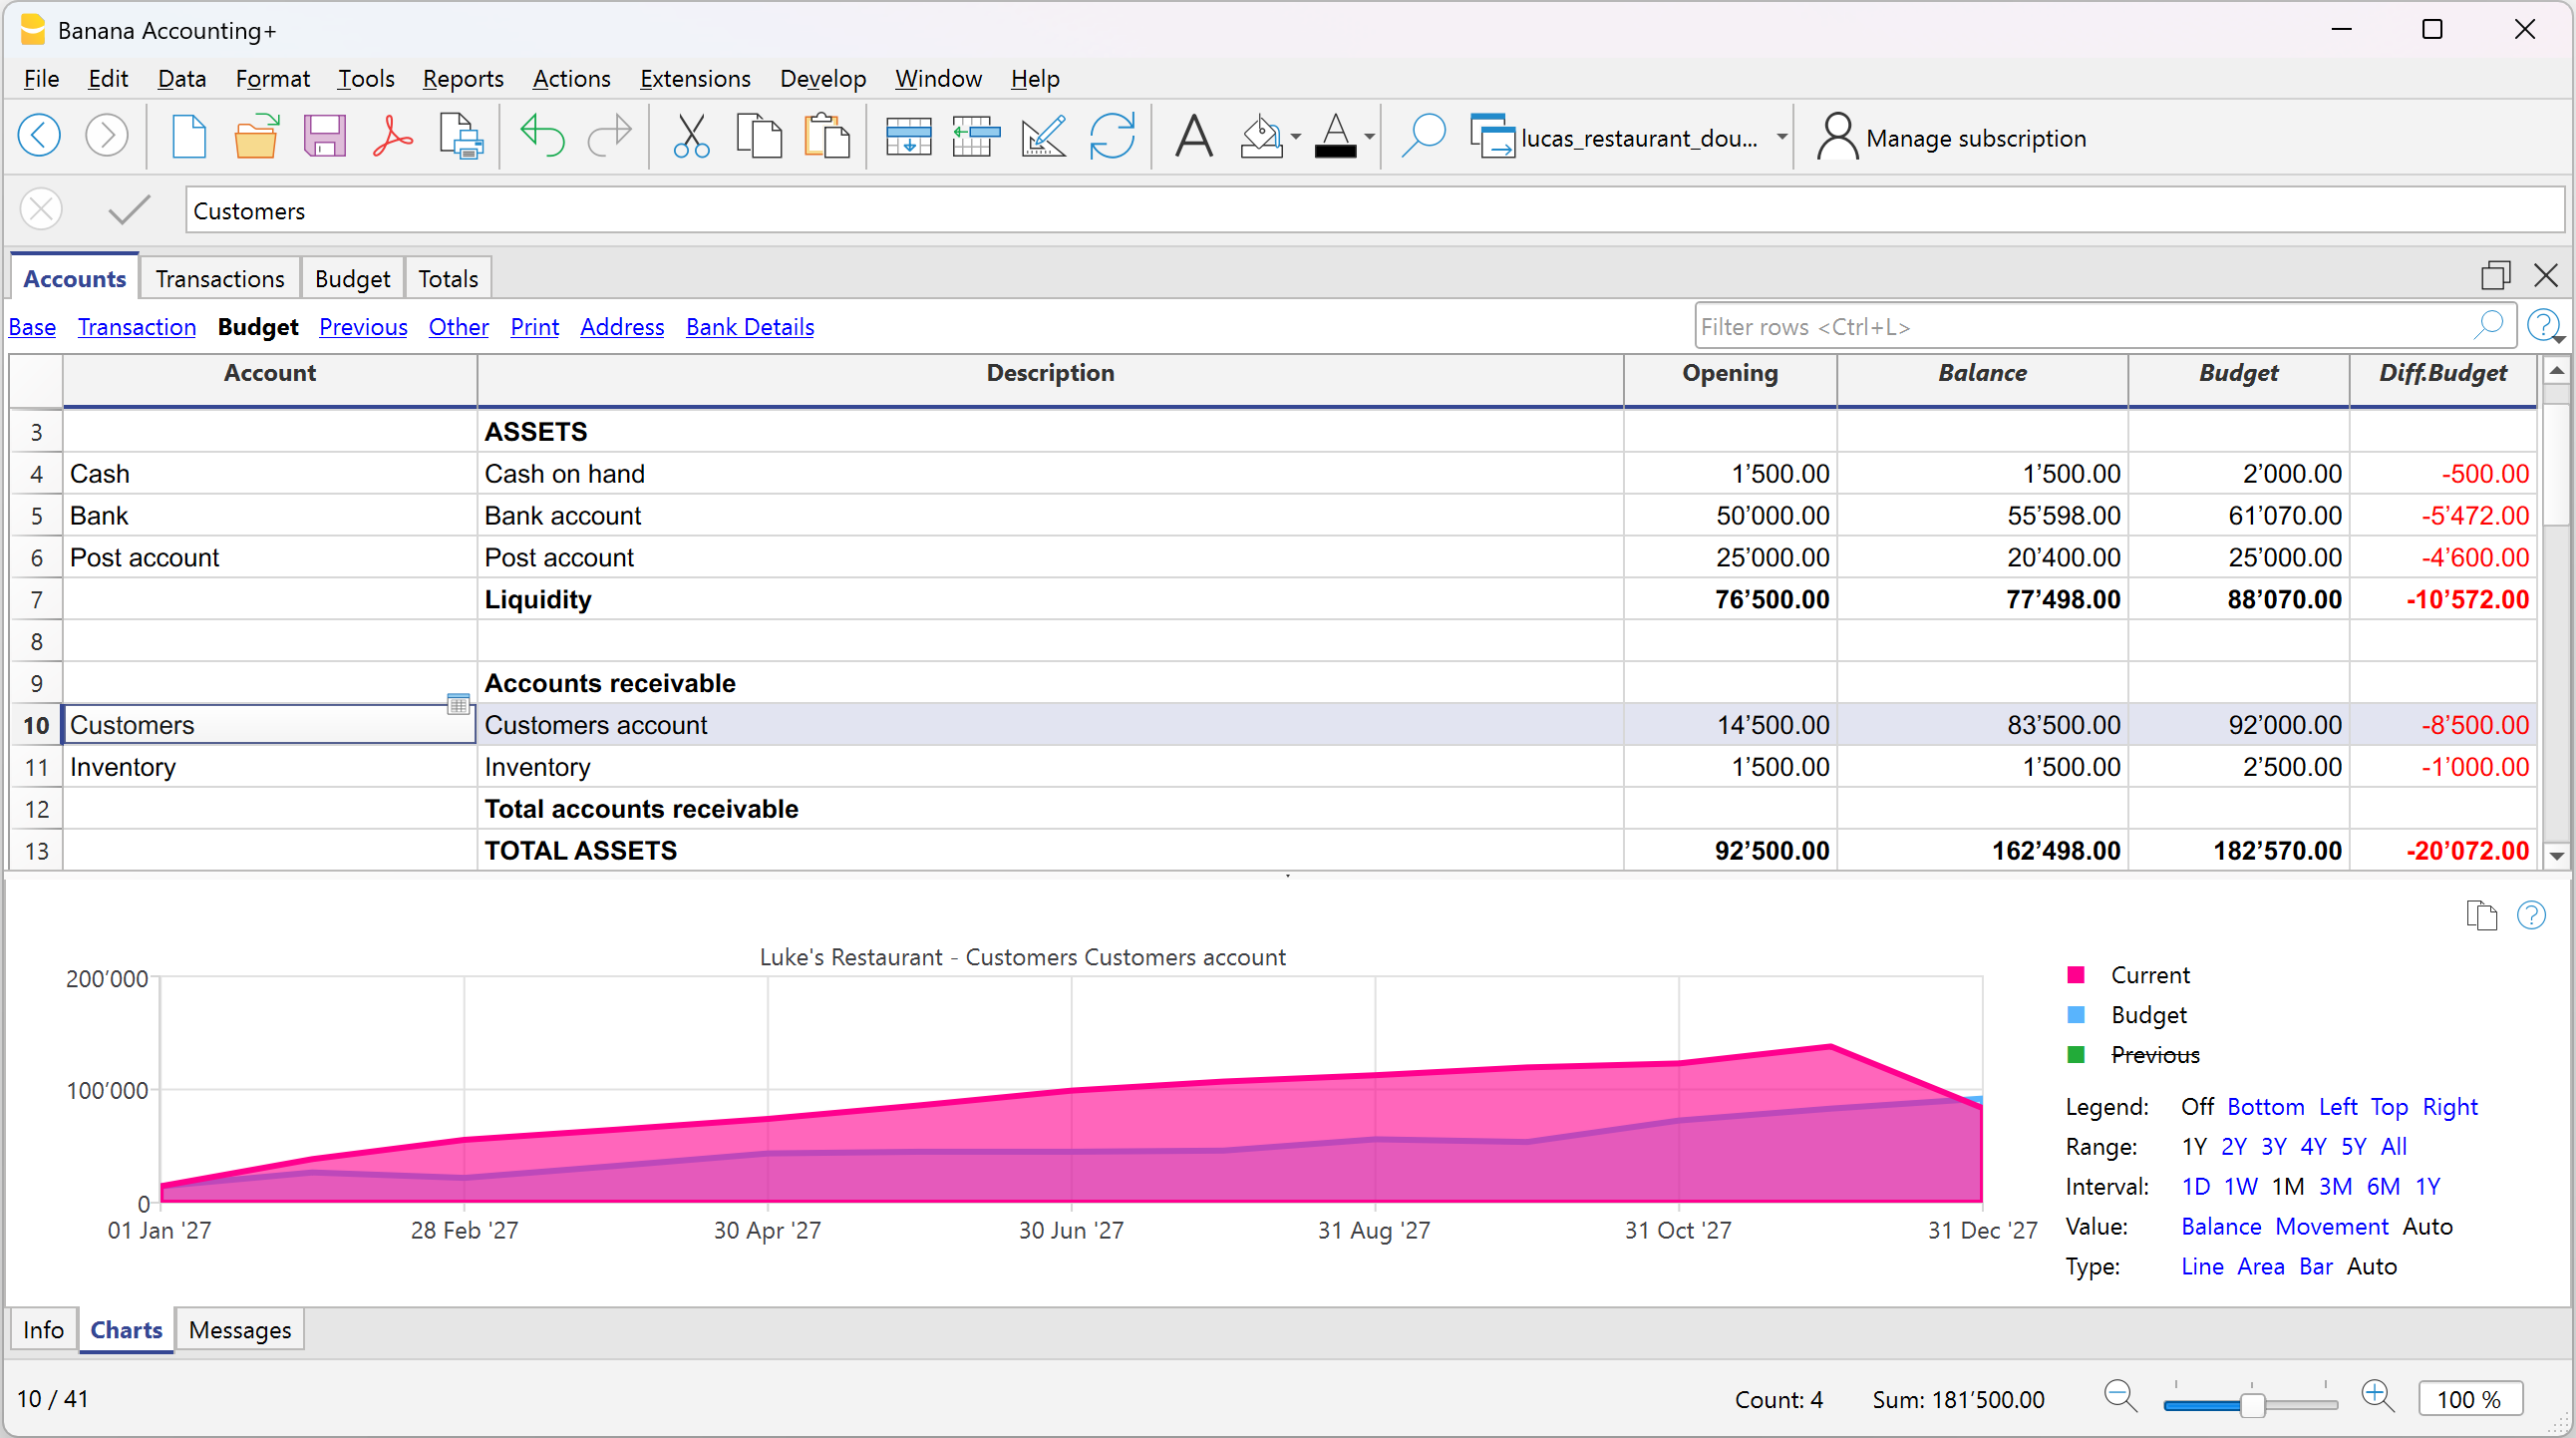 Banana Accounting+
File Edit Data Format Tools Reports Actions Extensions Develop Window Help
lucas_restaurant_dou... Manage subscription
Customers
Accounts Transactions Budget Totals
Base Transaction Budget Previous Other Print Address Bank Details Filter rows <Ctrl+L>
Account Description Opening Balance Budget Diff.Budget
3 ASSETS
4 Cash Cash on hand 1’500.00 1’500.00 2’000.00 -500.00
5 Bank Bank account 50’000.00 55’598.00 61’070.00 -5’472.00
6 Post account Post account 25’000.00 20’400.00 25’000.00 -4’600.00
7 Liquidity 76’500.00 77’498.00 88’070.00 -10’572.00
8
9 Accounts receivable
10 Customers Customers account 14’500.00 83’500.00 92’000.00 -8’500.00
11 Inventory Inventory 1’500.00 1’500.00 2’500.00 -1’000.00
12 Total accounts receivable
13 TOTAL ASSETS 92’500.00 162’498.00 182’570.00 -20’072.00
Luke's Restaurant - Customers Customers account
200’000
100’000
0
01 Jan '27 28 Feb '27 30 Apr '27 30 Jun '27 31 Aug '27 31 Oct '27 31 Dec '27
Current
Budget
Previous
Legend: Off Bottom Left Top Right
Range: 1Y 2Y 3Y 4Y 5Y All
Interval: 1D 1W 1M 3M 6M 1Y
Value: Balance Movement Auto
Type: Line Area Bar Auto
Info Charts Messages
10 / 41 Count: 4 Sum: 181’500.00 100 %